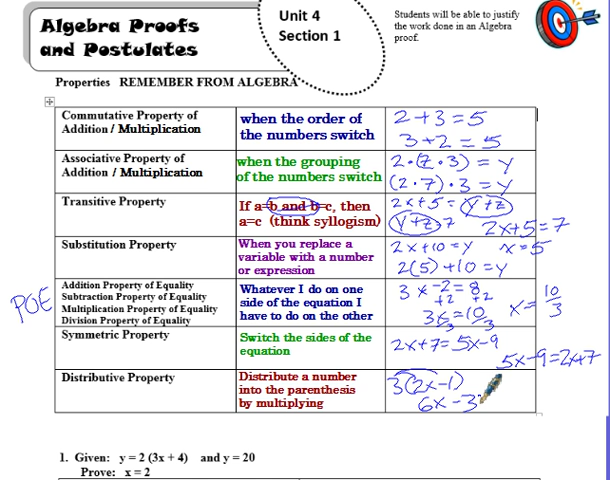 Algebra Proofs
and Postulates
Unit 4
Section 1
Students will be able to justify
the work done in an Algebra
proof.
Properties REMEMBER FROM ALGEBRA
Commutative Property of
Addition / Multiplication
when the order of
the numbers switch
2 + 3 = 5
3 + 2 = 5
Associative Property of
Addition / Multiplication
when the grouping
of the numbers switch
2 · (7 · 3) = y
(2 · 7) · 3 = y
Transitive Property
If a=b and b=c, then
a=c (think syllogism)
2x+5 = y+z
y+z=7
2x+5=7
Substitution Property
When you replace a
variable with a number
or expression
2x+10=y x=5
2(5)+10=y
POE
Addition Property of Equality
Subtraction Property of Equality
Multiplication Property of Equality
Division Property of Equality
Whatever I do on one
side of the equation I
have to do on the other
3x-2=8
+2 +2
3x=10
3 3
x=10/3
Symmetric Property
Switch the sides of the
equation
2x+7=5x-9
5x-9=2x+7
Distributive Property
Distribute a number
into the parenthesis
by multiplying
3(2x-1)
6x-3
1. Given: y = 2 (3x + 4) and y = 20
Prove: x = 2